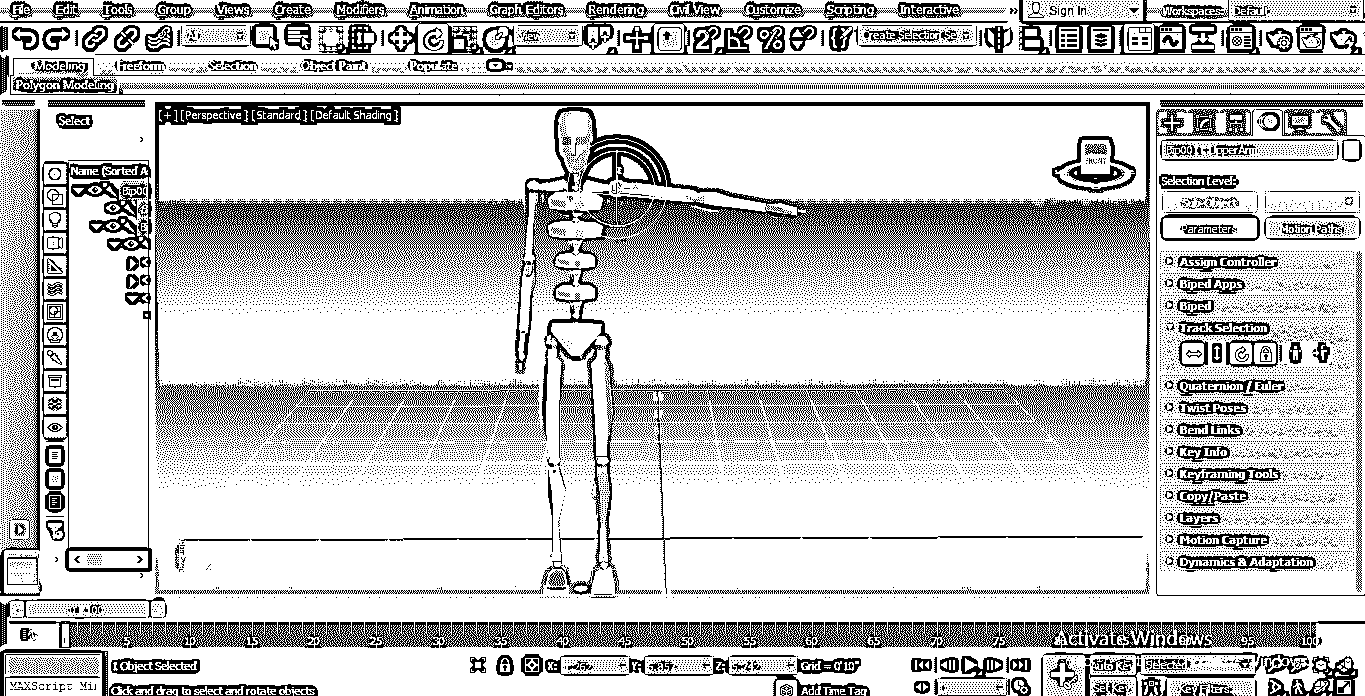 File Edit Tools Group Views Create Modifiers Animation Graph Editors Rendering Civil View Customize Scripting Interactive Sign In Workspaces: Default
Create Selection Se
Modeling Freeform Selection Object Paint Populate
Polygon Modeling
[+] [Perspective] [Standard] [Default Shading]
Select
Name (Sorted A
FRONT
Selection Level:
Parameters Motion Paths
Assign Controller
Biped Apps
Biped
Track Selection
Quaternion / Euler
Twist Poses
Bend Links
Key Info
Keyframing Tools
Copy/Paste
Layers
Motion Capture
Dynamics & Adaptation
5 10 15 20 25 30 35 40 45 50 55 60 65 70 75 80 85 90 95 100
Activate Windows
1 Object Selected X: Y: Z: Grid = 0'10" Auto Key Selected
MAXScript Mi Click and drag to select and rotate objects Add Time Tag Set Key Key Filters...